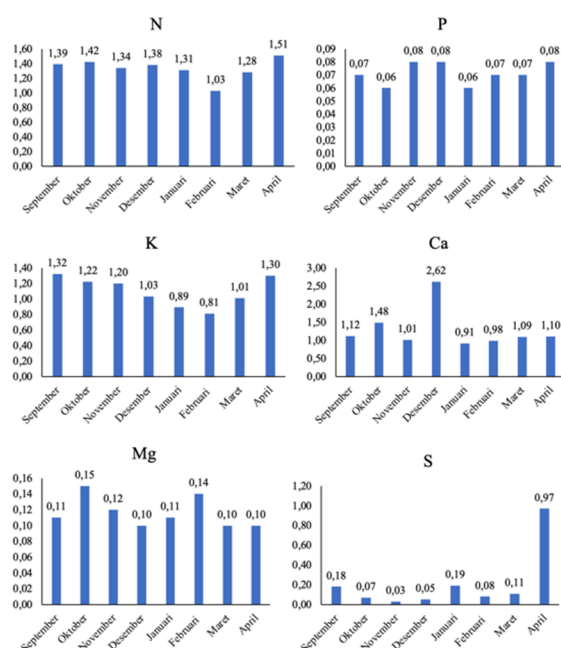 N
1,60
1,40
1,20
1,00
0,80
0,60
0,40
0,20
0,00
1,39
1,42
1,34
1,38
1,31
1,03
1,28
1,51
September
Oktober
November
Desember
Januari
Februari
Maret
April
P
0,09
0,08
0,07
0,06
0,05
0,04
0,03
0,02
0,01
0,00
0,07
0,06
0,08
0,08
0,06
0,07
0,07
0,08
September
Oktober
November
Desember
Januari
Februari
Maret
April
K
1,40
1,20
1,00
0,80
0,60
0,40
0,20
0,00
1,32
1,22
1,20
1,03
0,89
0,81
1,01
1,30
September
Oktober
November
Desember
Januari
Februari
Maret
April
Ca
3,00
2,50
2,00
1,50
1,00
0,50
0,00
1,12
1,48
1,01
2,62
0,91
0,98
1,09
1,10
September
Oktober
November
Desember
Januari
Februari
Maret
April
Mg
0,16
0,14
0,12
0,10
0,08
0,06
0,04
0,02
0,00
0,11
0,15
0,12
0,10
0,11
0,14
0,10
0,10
September
Oktober
November
Desember
Januari
Februari
Maret
April
S
1,20
1,00
0,80
0,60
0,40
0,20
0,00
0,18
0,07
0,03
0,05
0,19
0,08
0,11
0,97
September
Oktober
November
Desember
Januari
Februari
Maret
April